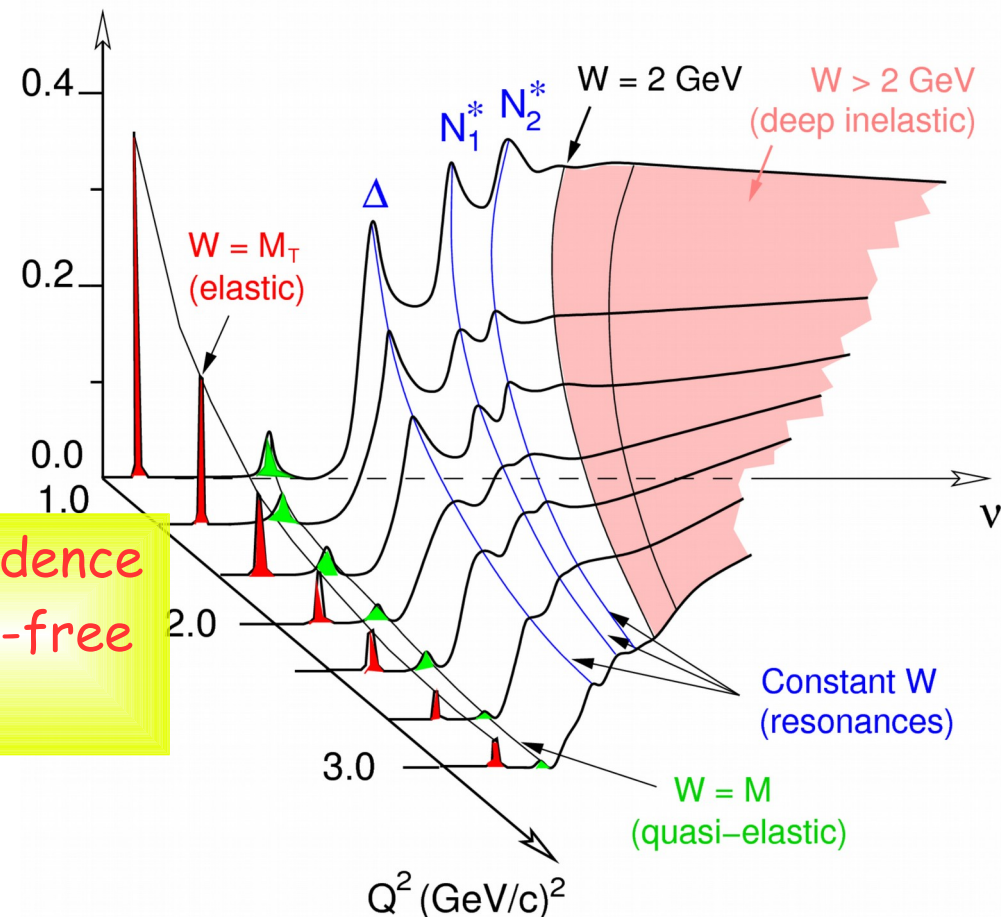 0.4
W = 2 GeV
W > 2 GeV
(deep inelastic)
N₁*
N₂*
Δ
W = M_T
(elastic)
0.2
0.0
1.0
ν
dence
-free
2.0
Constant W
(resonances)
3.0
W = M
(quasi-elastic)
Q² (GeV/c)²